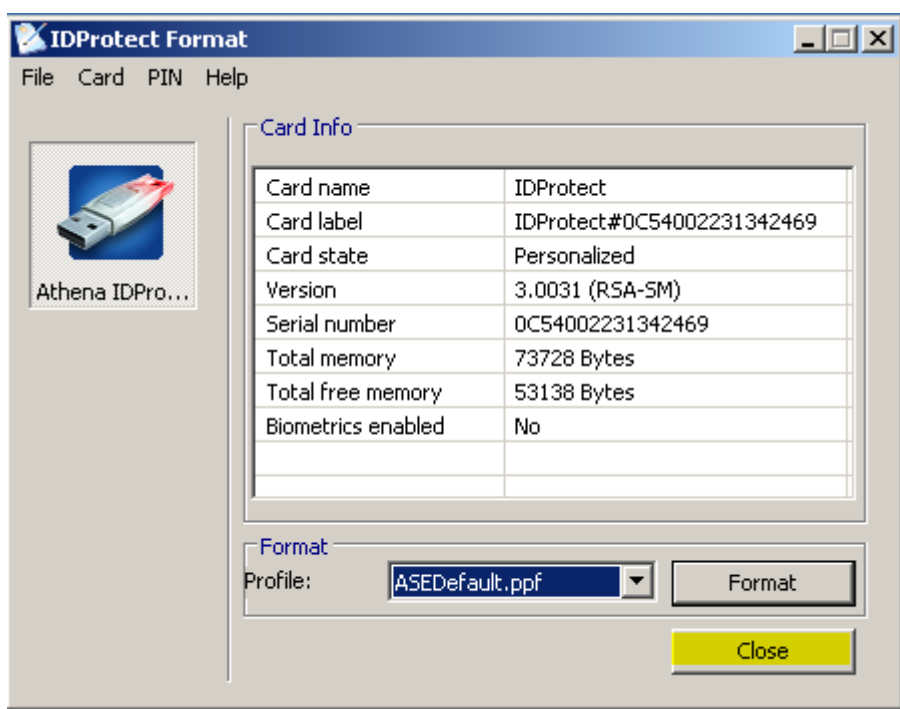 IDProtect Format
File Card PIN Help
Athena IDPro...
Card Info
Card name IDProtect
Card label IDProtect#0C54002231342469
Card state Personalized
Version 3.0031 (RSA-SM)
Serial number 0C54002231342469
Total memory 73728 Bytes
Total free memory 53138 Bytes
Biometrics enabled No
Format
Profile: ASEDefault.ppf Format
Close